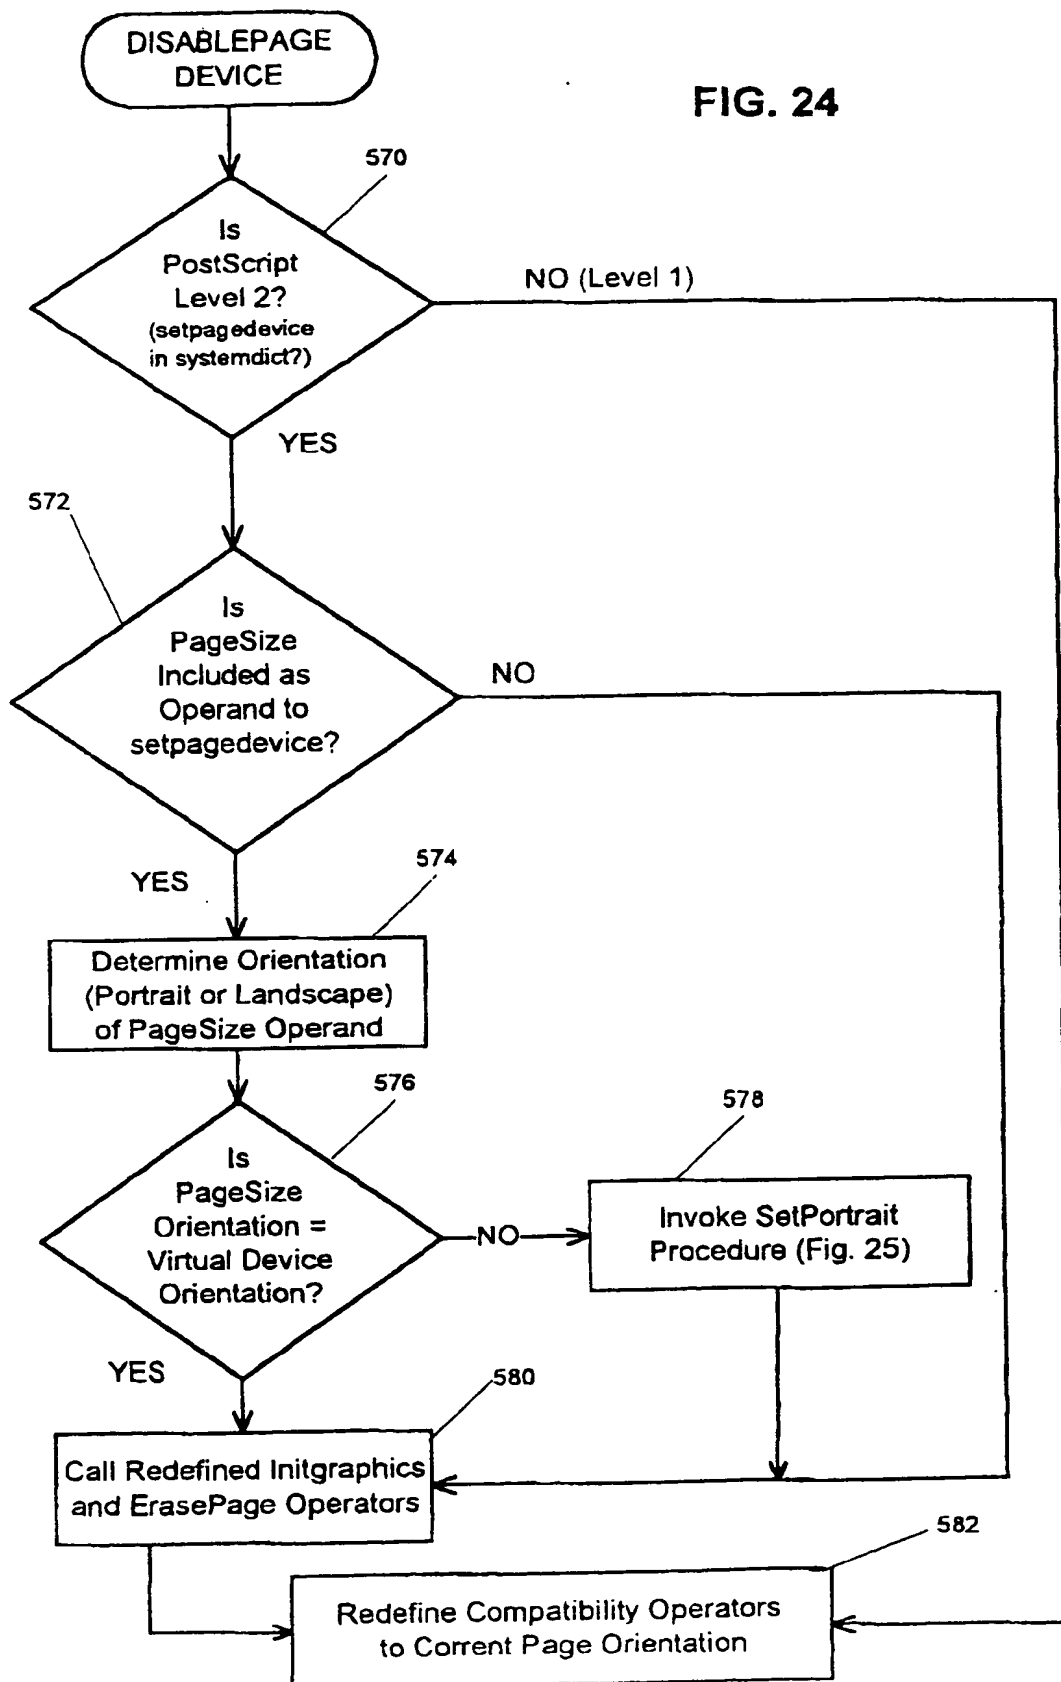 DISABLEPAGE
DEVICE
FIG. 24
570
Is
PostScript
Level 2?
(setpagedevice
in systemdict?)
NO (Level 1)
YES
572
Is
PageSize
Included as
Operand to
setpagedevice?
NO
YES
574
Determine Orientation
(Portrait or Landscape)
of PageSize Operand
576
Is
PageSize
Orientation =
Virtual Device
Orientation?
NO
578
Invoke SetPortrait
Procedure (Fig. 25)
YES
580
Call Redefined Initgraphics
and ErasePage Operators
582
Redefine Compatibility Operators
to Corrent Page Orientation